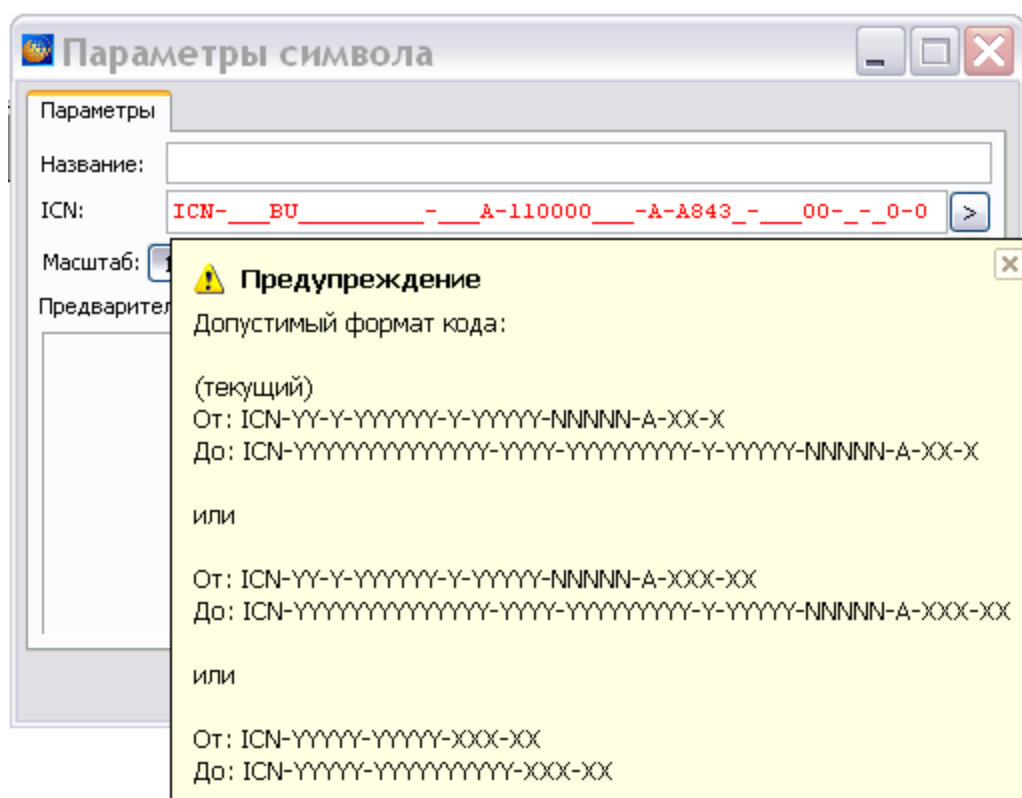 Параметры символа
Параметры
Название:
ICN: ICN-___BU_________-___A-110000___-A-A843_-___00-_-_0-0 >
Масштаб:
Предупреждение
Допустимый формат кода:
(текущий)
От: ICN-YY-Y-YYYYYY-Y-YYYYY-NNNNN-A-XX-X
До: ICN-YYYYYYYYYYYYYY-YYYY-YYYYYYYYY-Y-YYYYY-NNNNN-A-XX-X
или
От: ICN-YY-Y-YYYYYY-Y-YYYYY-NNNNN-A-XXX-XX
До: ICN-YYYYYYYYYYYYYY-YYYY-YYYYYYYYY-Y-YYYYY-NNNNN-A-XXX-XX
или
От: ICN-YYYYY-YYYYY-XXX-XX
До: ICN-YYYYY-YYYYYYYYYY-XXX-XX